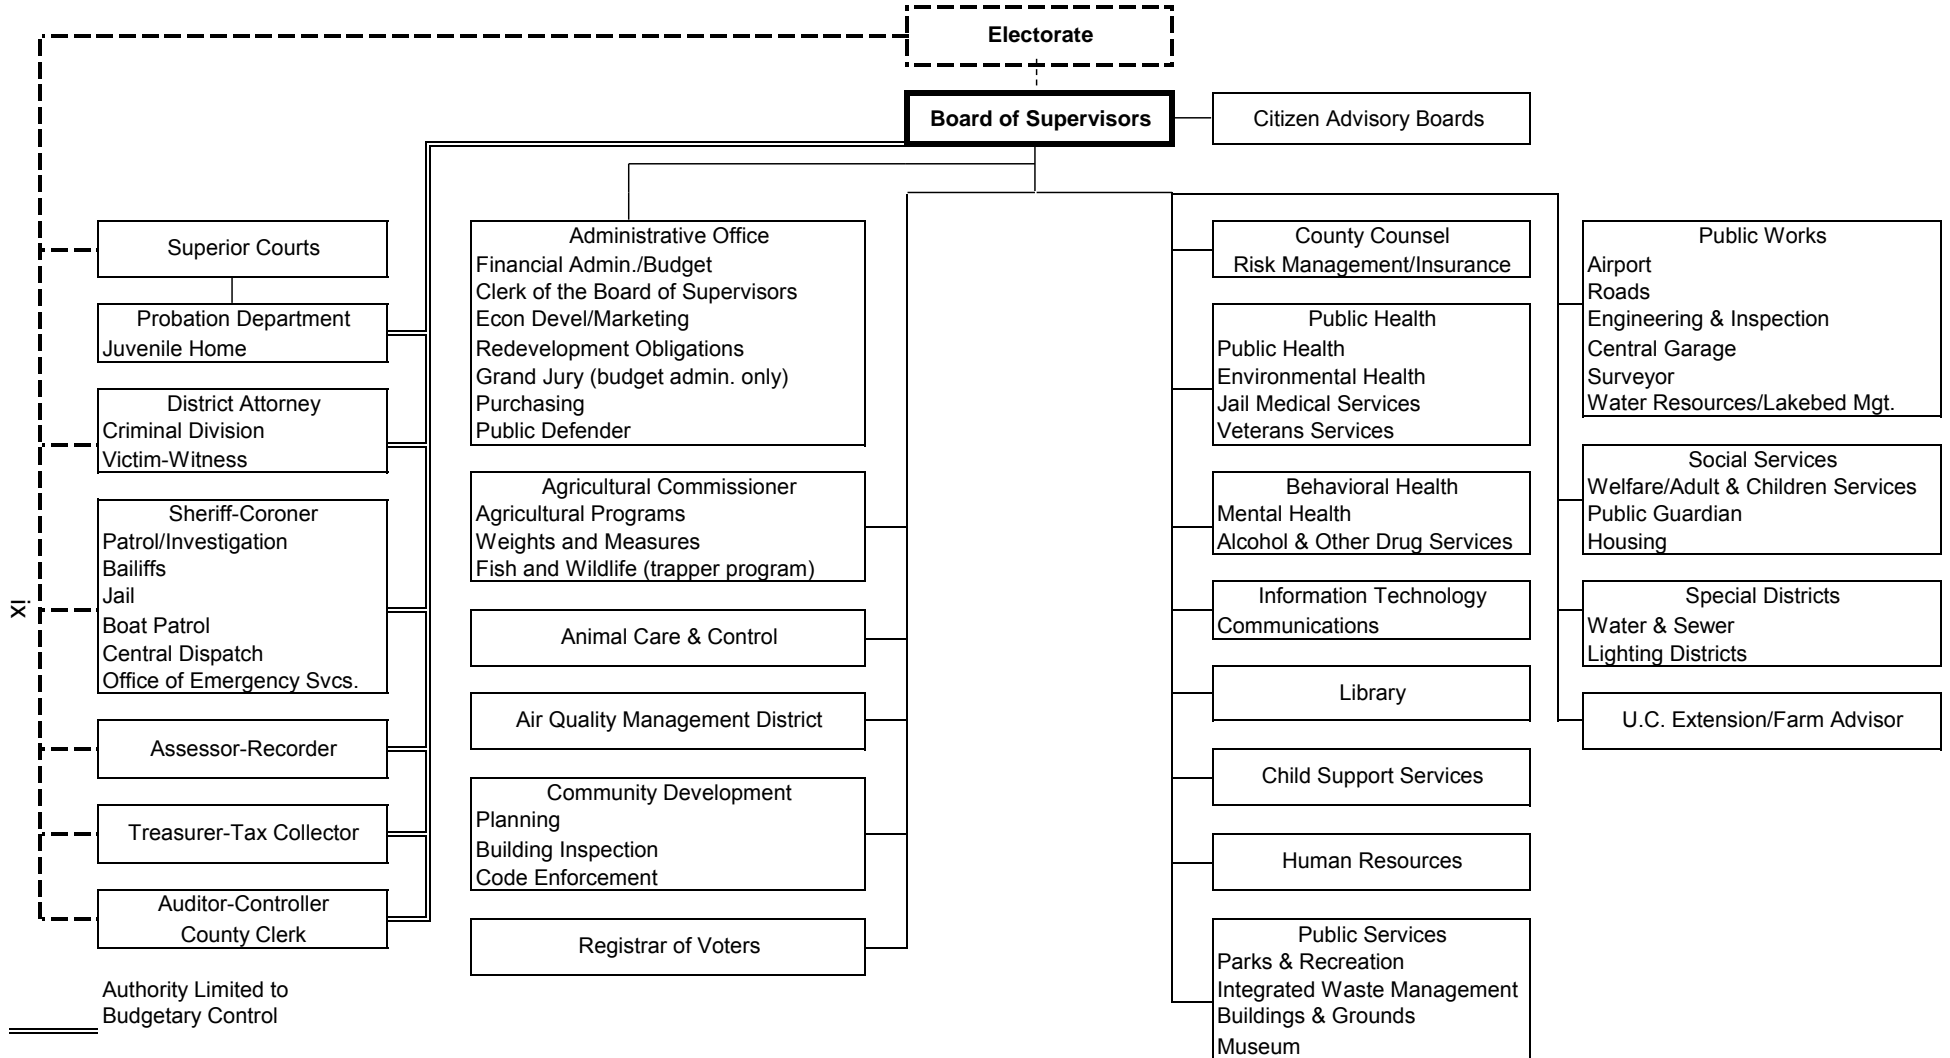 Electorate
Board of Supervisors
Citizen Advisory Boards
Superior Courts
Probation Department
Juvenile Home
District Attorney
Criminal Division
Victim-Witness
Sheriff-Coroner
Patrol/Investigation
Bailiffs
Jail
Boat Patrol
Central Dispatch
Office of Emergency Svcs.
Assessor-Recorder
Treasurer-Tax Collector
Auditor-Controller
County Clerk
Authority Limited to
Budgetary Control
ix
Administrative Office
Financial Admin./Budget
Clerk of the Board of Supervisors
Econ Devel/Marketing
Redevelopment Obligations
Grand Jury (budget admin. only)
Purchasing
Public Defender
Agricultural Commissioner
Agricultural Programs
Weights and Measures
Fish and Wildlife (trapper program)
Animal Care & Control
Air Quality Management District
Community Development
Planning
Building Inspection
Code Enforcement
Registrar of Voters
County Counsel
Risk Management/Insurance
Public Health
Public Health
Environmental Health
Jail Medical Services
Veterans Services
Behavioral Health
Mental Health
Alcohol & Other Drug Services
Information Technology
Communications
Library
Child Support Services
Human Resources
Public Services
Parks & Recreation
Integrated Waste Management
Buildings & Grounds
Museum
Public Works
Airport
Roads
Engineering & Inspection
Central Garage
Surveyor
Water Resources/Lakebed Mgt.
Social Services
Welfare/Adult & Children Services
Public Guardian
Housing
Special Districts
Water & Sewer
Lighting Districts
U.C. Extension/Farm Advisor